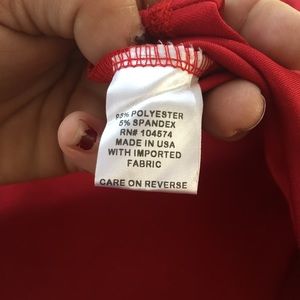 95% POLYESTER
5% SPANDEX
RN# 104574
MADE IN USA
WITH IMPORTED
FABRIC
CARE ON REVERSE